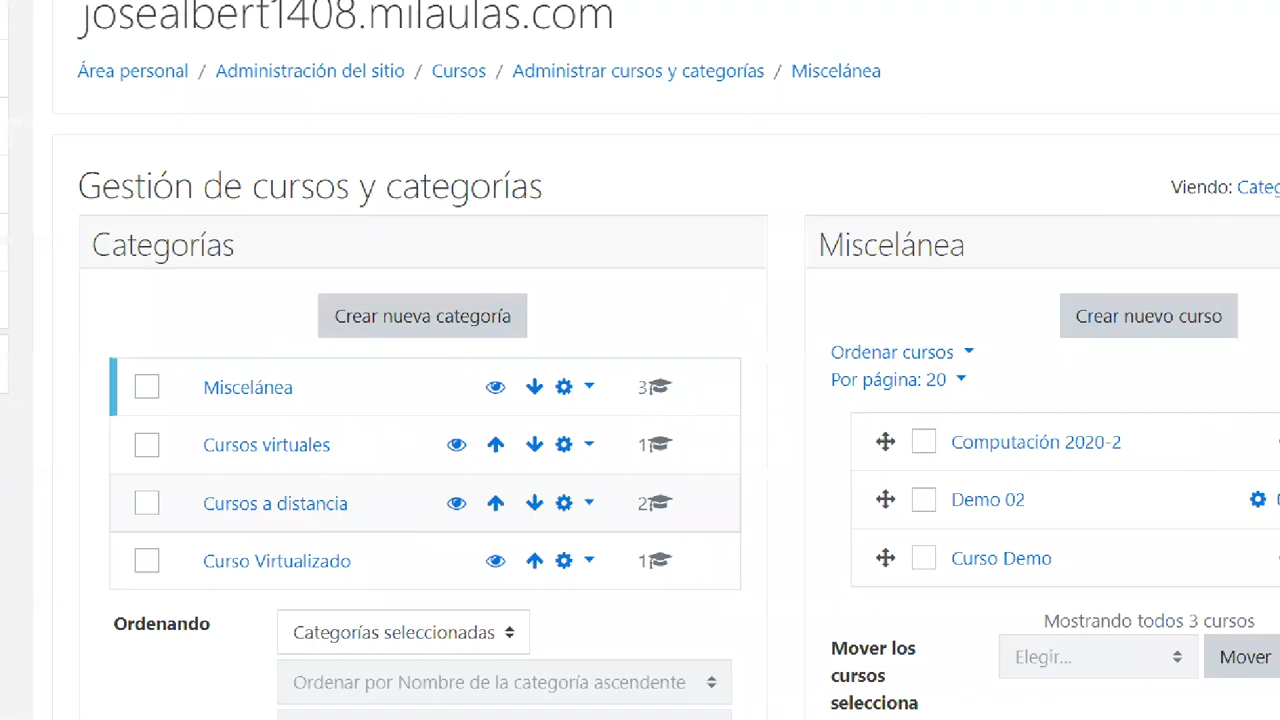 josealbert1408.milaulas.com
Área personal / Administración del sitio / Cursos / Administrar cursos y categorías / Miscelánea
Gestión de cursos y categorías
Viendo:
Categorías
Crear nueva categoría
Miscelánea 3
Cursos virtuales 1
Cursos a distancia 2
Curso Virtualizado 1
Ordenando
Categorías seleccionadas
Ordenar por Nombre de la categoría ascendente
Miscelánea
Crear nuevo curso
Ordenar cursos
Por página: 20
Computación 2020-2
Demo 02
Curso Demo
Mostrando todos 3 cursos
Mover los
cursos
selecciona
Elegir...
Mover